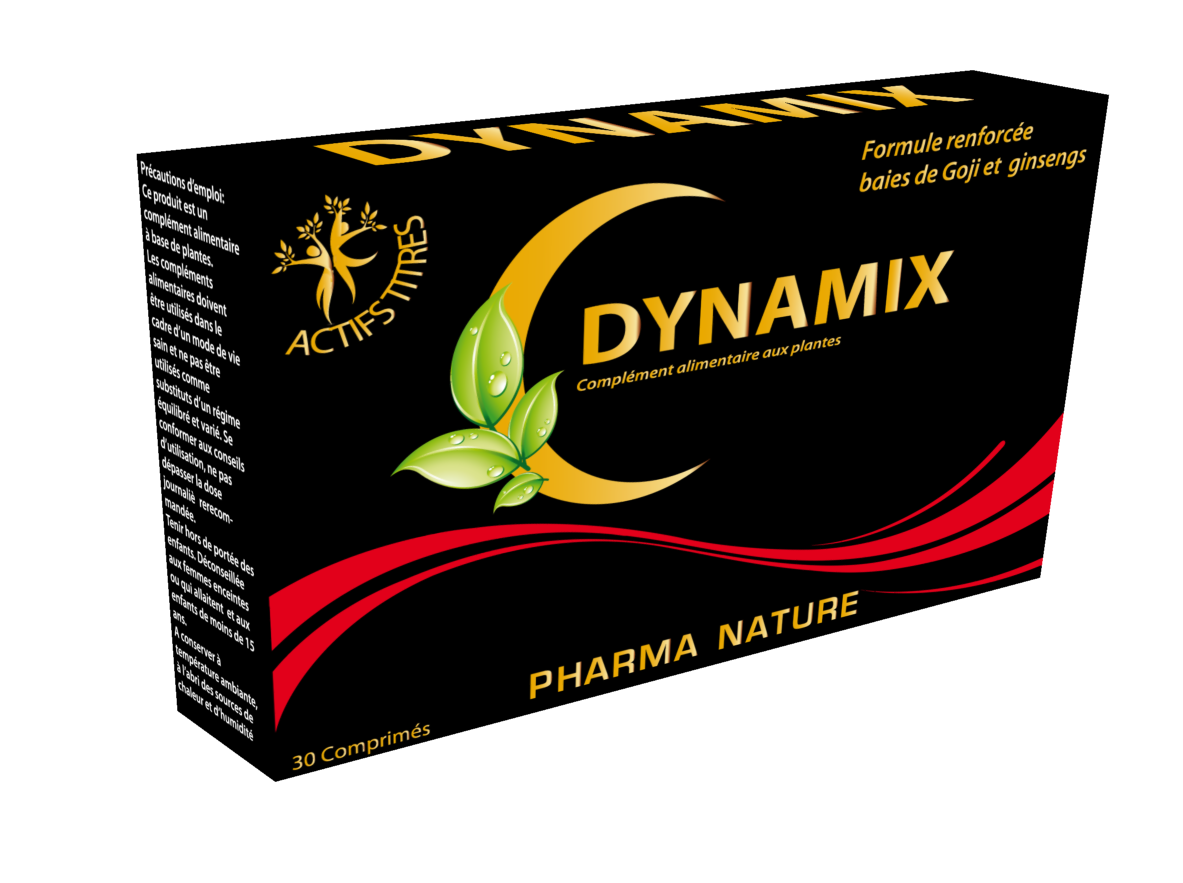 DYNAMIX
Formule renforcée
baies de Goji et ginsengs
ACTIFS TITRES
DYNAMIX
Complément alimentaire aux plantes
PHARMA NATURE
30 Comprimés
Précautions d'emploi:
Ce produit est un
complément alimentaire
à base de plantes.
Les compléments
alimentaires doivent
être utilisés dans le
cadre d'un mode de vie
sain et ne pas être
utilisés comme
substituts d'un régime
équilibré et varié. Se
conformer aux conseils
d'utilisation, ne pas
dépasser la dose
journaliè rerecom-
mandée.
Tenir hors de portée des
enfants. Déconseillée
aux femmes enceintes
ou qui allaitent et aux
enfants de moins de 15
ans.
A conserver à
température ambiante,
à l'abri des sources de
chaleur et d'humidité